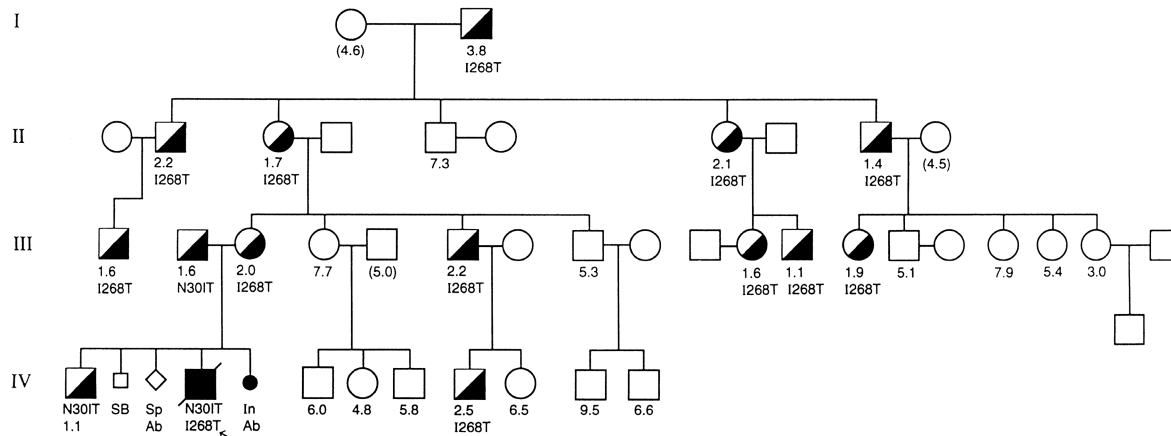 I
(4.6)
3.8
I268T
II
2.2
I268T
1.7
I268T
7.3
2.1
I268T
1.4
I268T
(4.5)
III
1.6
I268T
1.6
N30IT
2.0
I268T
7.7
(5.0)
2.2
I268T
5.3
1.6
I268T
1.1
I268T
1.9
I268T
5.1
7.9
5.4
3.0
IV
N30IT
1.1
SB
Sp
Ab
N30IT
I268T
In
Ab
6.0
4.8
5.8
2.5
I268T
6.5
9.5
6.6